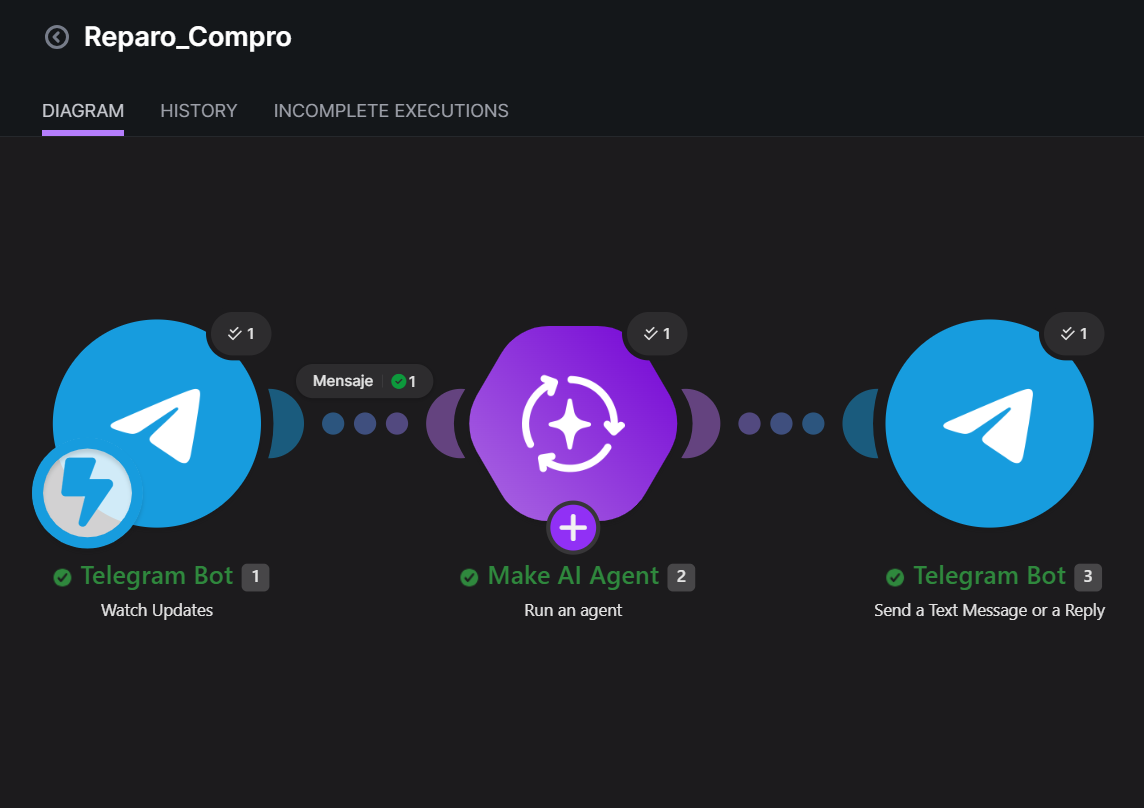 Reparo_Compro
DIAGRAM HISTORY INCOMPLETE EXECUTIONS
1 1 1
Mensaje 1
Telegram Bot 1 Make AI Agent 2 Telegram Bot 3
Watch Updates Run an agent Send a Text Message or a Reply